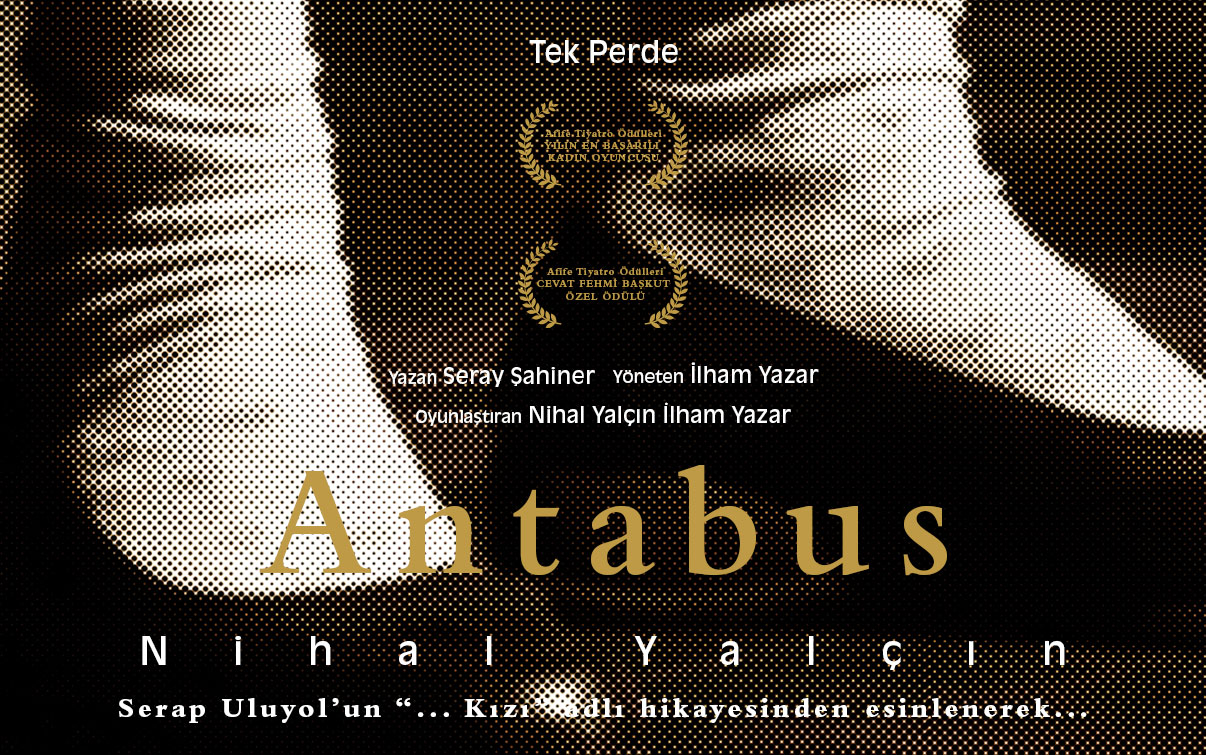 Tek Perde
Afife Tiyatro Ödülleri
YILIN EN BAŞARILI
KADIN OYUNCUSU
Afife Tiyatro Ödülleri
CEVAT FEHMİ BAŞKUT
ÖZEL ÖDÜLÜ
Yazan Seray Şahiner Yöneten İlham Yazar
Oyunlaştıran Nihal Yalçın İlham Yazar
Antabus
Nihal Yalçın
Serap Uluyol’un “... Kızı” adlı hikayesinden esinlenerek...